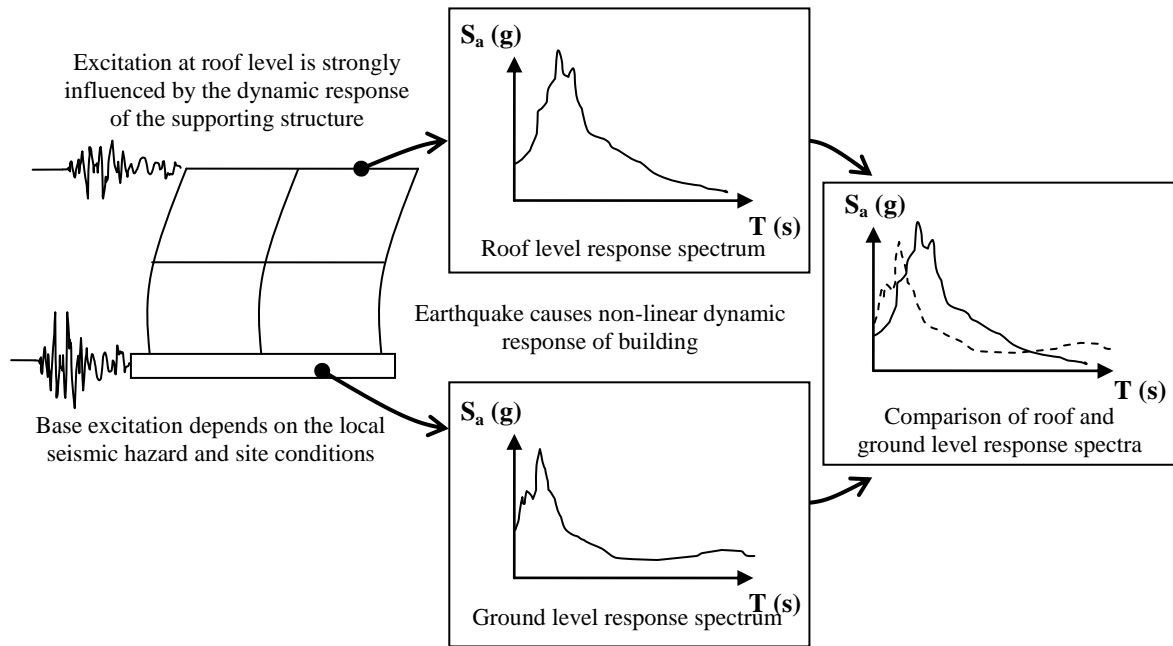 Excitation at roof level is strongly
influenced by the dynamic response
of the supporting structure
Sa (g)
T (s)
Roof level response spectrum
Earthquake causes non-linear dynamic
response of building
Base excitation depends on the local
seismic hazard and site conditions
Sa (g)
T (s)
Ground level response spectrum
Sa (g)
T (s)
Comparison of roof and
ground level response spectra